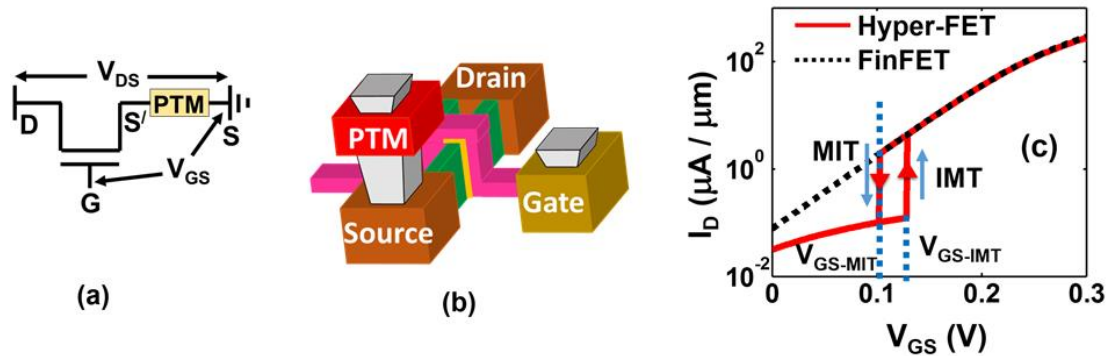 V_DS
D
S'
PTM
S
V_GS
G
(a)
Drain
PTM
Gate
Source
(b)
Hyper-FET
FinFET
10^2
MIT
(c)
10^0
IMT
I_D (μA / μm)
V_GS-MIT
V_GS-IMT
10^-2
0
0.1
0.2
0.3
V_GS (V)